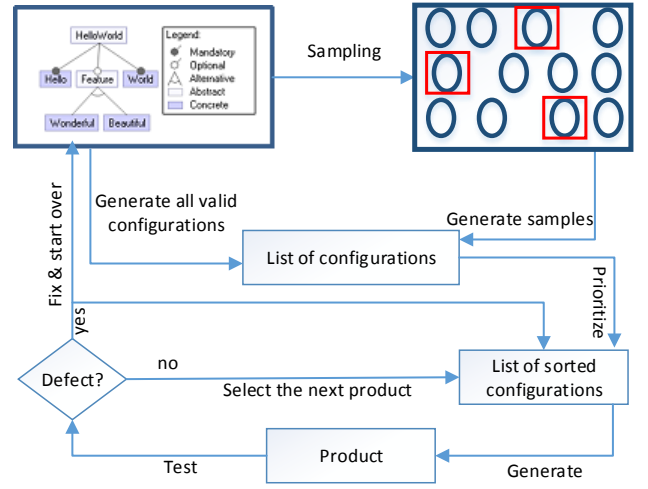 HelloWorld
Hello
Feature
World
Wonderful
Beautiful
Legend:
Mandatory
Optional
Alternative
Abstract
Concrete
Sampling
Generate all valid
configurations
Generate samples
Fix & start over
yes
List of configurations
Prioritize
Defect?
no
Select the next product
List of sorted
configurations
Test
Product
Generate